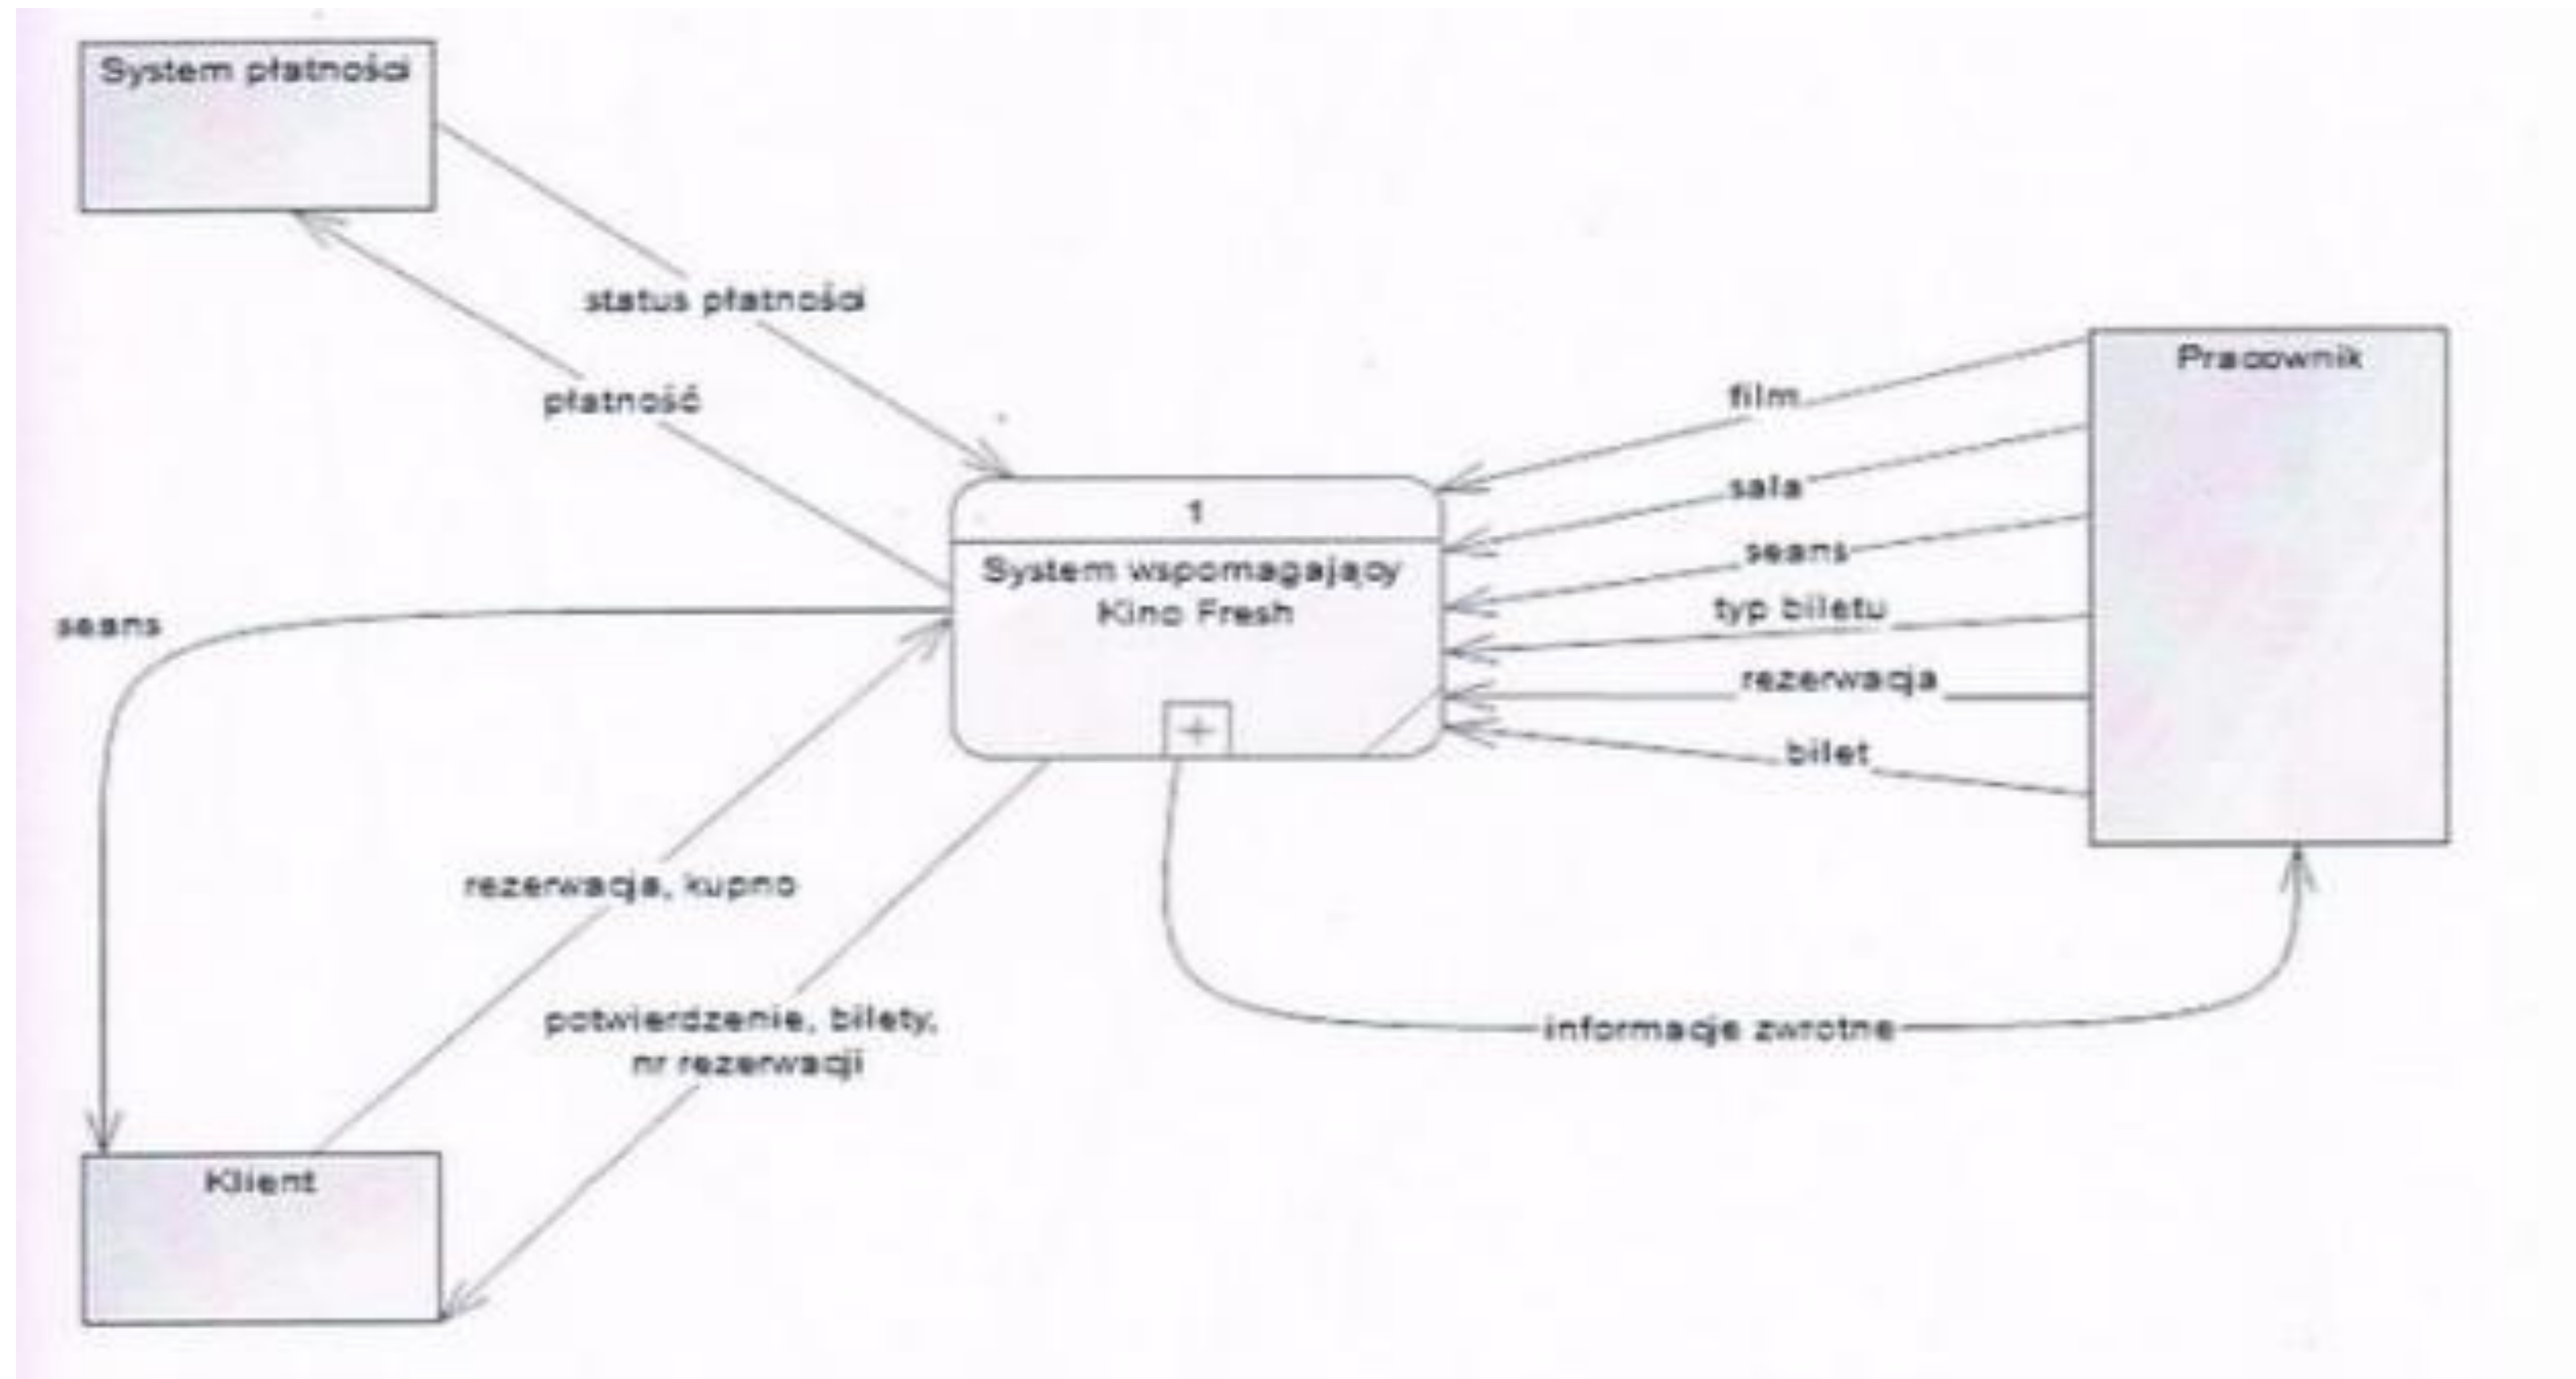 System płatności
status płatności
płatność
Pracownik
film
sala
seans
typ biletu
rezerwacja
bilet
1
System wspomagający
Kino Fresh
seans
rezerwacja, kupno
potwierdzenie, bilety,
nr rezerwacji
informacje zwrotne
Klient